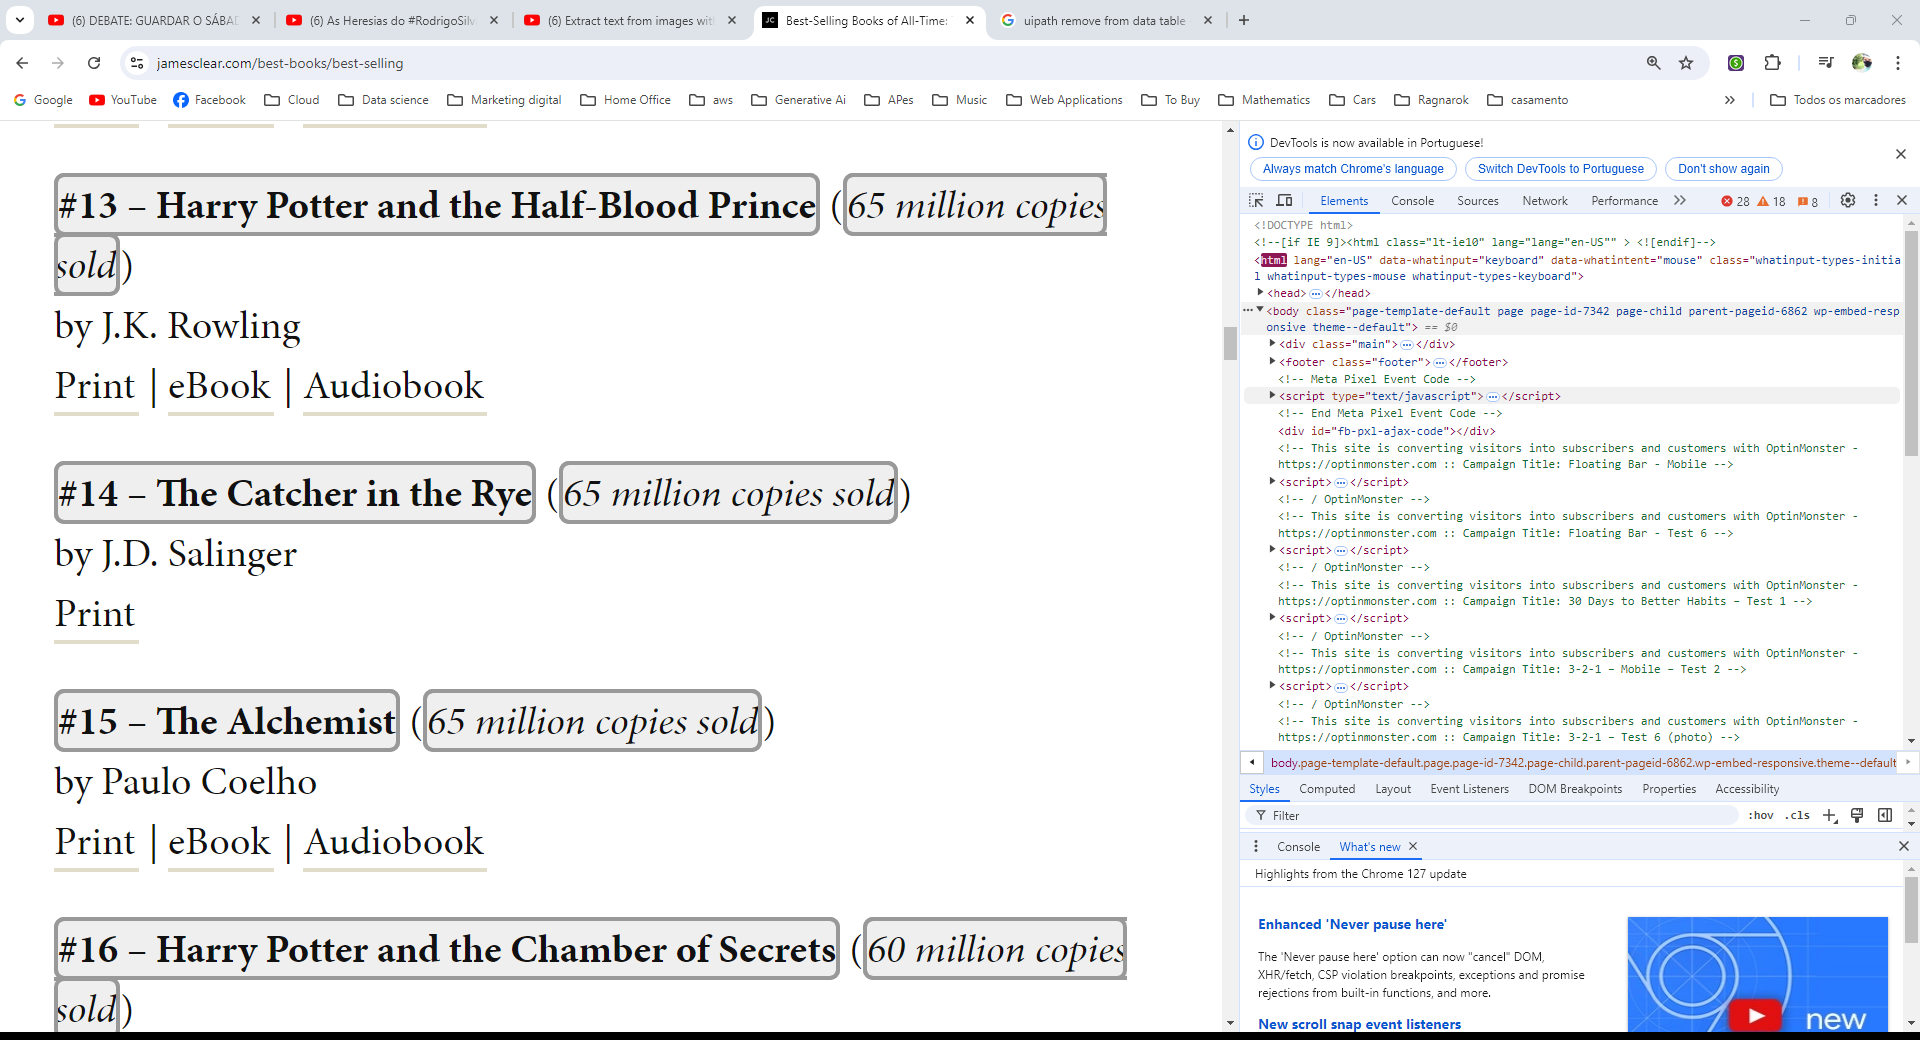 (6) DEBATE: GUARDAR O SÁBAD
(6) As Heresias do #RodrigoSilv
(6) Extract text from images wit
Best-Selling Books of All-Time:
uipath remove from data table
jamesclear.com/best-books/best-selling
Google YouTube Facebook Cloud Data science Marketing digital Home Office aws Generative Ai APes Music Web Applications To Buy Mathematics Cars Ragnarok casamento » Todos os marcadores
#13 – Harry Potter and the Half-Blood Prince (65 million copies
sold)
by J.K. Rowling
Print | eBook | Audiobook
#14 – The Catcher in the Rye (65 million copies sold)
by J.D. Salinger
Print
#15 – The Alchemist (65 million copies sold)
by Paulo Coelho
Print | eBook | Audiobook
#16 – Harry Potter and the Chamber of Secrets (60 million copies
sold)
DevTools is now available in Portuguese!
Always match Chrome's language Switch DevTools to Portuguese Don't show again
Elements Console Sources Network Performance » 28 18 8
<!DOCTYPE html>
<!--[if IE 9]><html class="lt-ie10" lang="lang="en-US"" > <![endif]-->
<html lang="en-US" data-whatinput="keyboard" data-whatintent="mouse" class="whatinput-types-initia
l whatinput-types-mouse whatinput-types-keyboard">
<head> ⋯ </head>
<body class="page-template-default page page-id-7342 page-child parent-pageid-6862 wp-embed-resp
onsive theme--default"> == $0
<div class="main"> ⋯ </div>
<footer class="footer"> ⋯ </footer>
<!-- Meta Pixel Event Code -->
<script type="text/javascript"> ⋯ </script>
<!-- End Meta Pixel Event Code -->
<div id="fb-pxl-ajax-code"></div>
<!-- This site is converting visitors into subscribers and customers with OptinMonster -
https://optinmonster.com :: Campaign Title: Floating Bar - Mobile -->
<script> ⋯ </script>
<!-- / OptinMonster -->
<!-- This site is converting visitors into subscribers and customers with OptinMonster -
https://optinmonster.com :: Campaign Title: Floating Bar - Test 6 -->
<script> ⋯ </script>
<!-- / OptinMonster -->
<!-- This site is converting visitors into subscribers and customers with OptinMonster -
https://optinmonster.com :: Campaign Title: 30 Days to Better Habits – Test 1 -->
<script> ⋯ </script>
<!-- / OptinMonster -->
<!-- This site is converting visitors into subscribers and customers with OptinMonster -
https://optinmonster.com :: Campaign Title: 3-2-1 – Mobile – Test 2 -->
<script> ⋯ </script>
<!-- / OptinMonster -->
<!-- This site is converting visitors into subscribers and customers with OptinMonster -
https://optinmonster.com :: Campaign Title: 3-2-1 – Test 6 (photo) -->
body.page-template-default.page.page-id-7342.page-child.parent-pageid-6862.wp-embed-responsive.theme--default
Styles Computed Layout Event Listeners DOM Breakpoints Properties Accessibility
Filter :hov .cls
Console What's new
Highlights from the Chrome 127 update
Enhanced 'Never pause here'
The 'Never pause here' option can now "cancel" DOM,
XHR/fetch, CSP violation breakpoints, exceptions and promise
rejections from built-in functions, and more.
New scroll snap event listeners
new